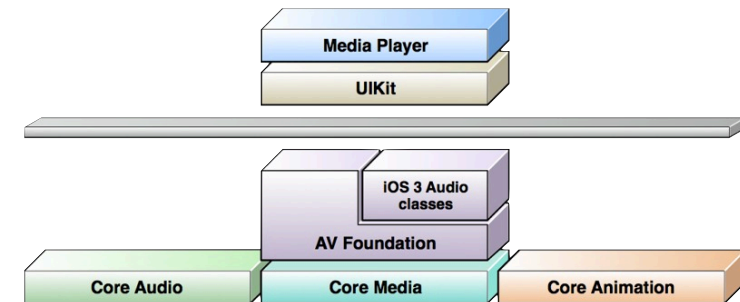 Media Player
UIKit
iOS 3 Audio
classes
AV Foundation
Core Audio
Core Media
Core Animation